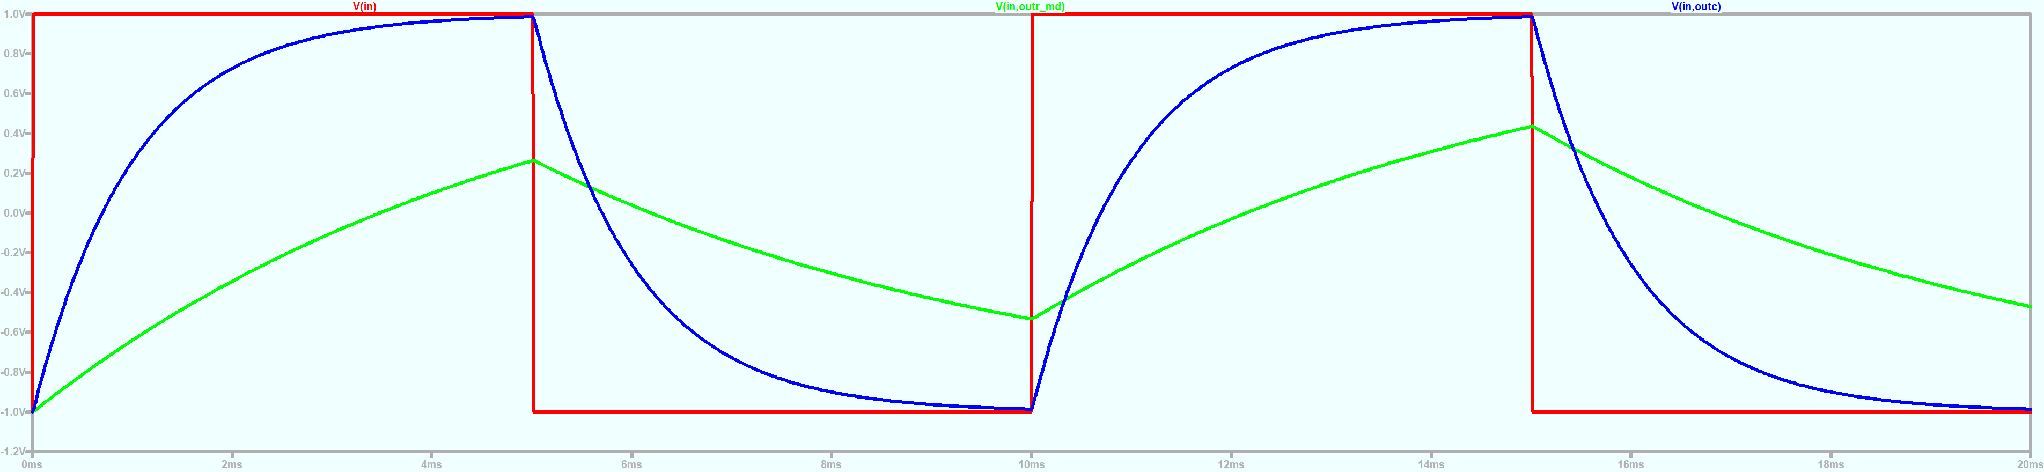 V(in) V(in,outr_md) V(in,outc)
1.0V
0.8V
0.6V
0.4V
0.2V
0.0V
-0.2V
-0.4V
-0.6V
-0.8V
-1.0V
-1.2V
0ms 2ms 4ms 6ms 8ms 10ms 12ms 14ms 16ms 18ms 20ms